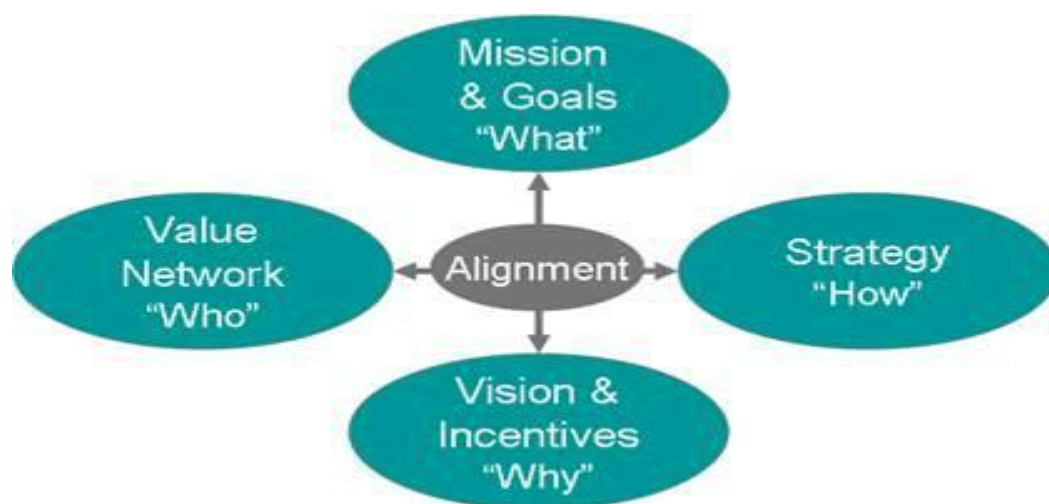 Mission
& Goals
“What”
Value
Network
“Who”
Alignment
Strategy
“How”
Vision &
Incentives
“Why”